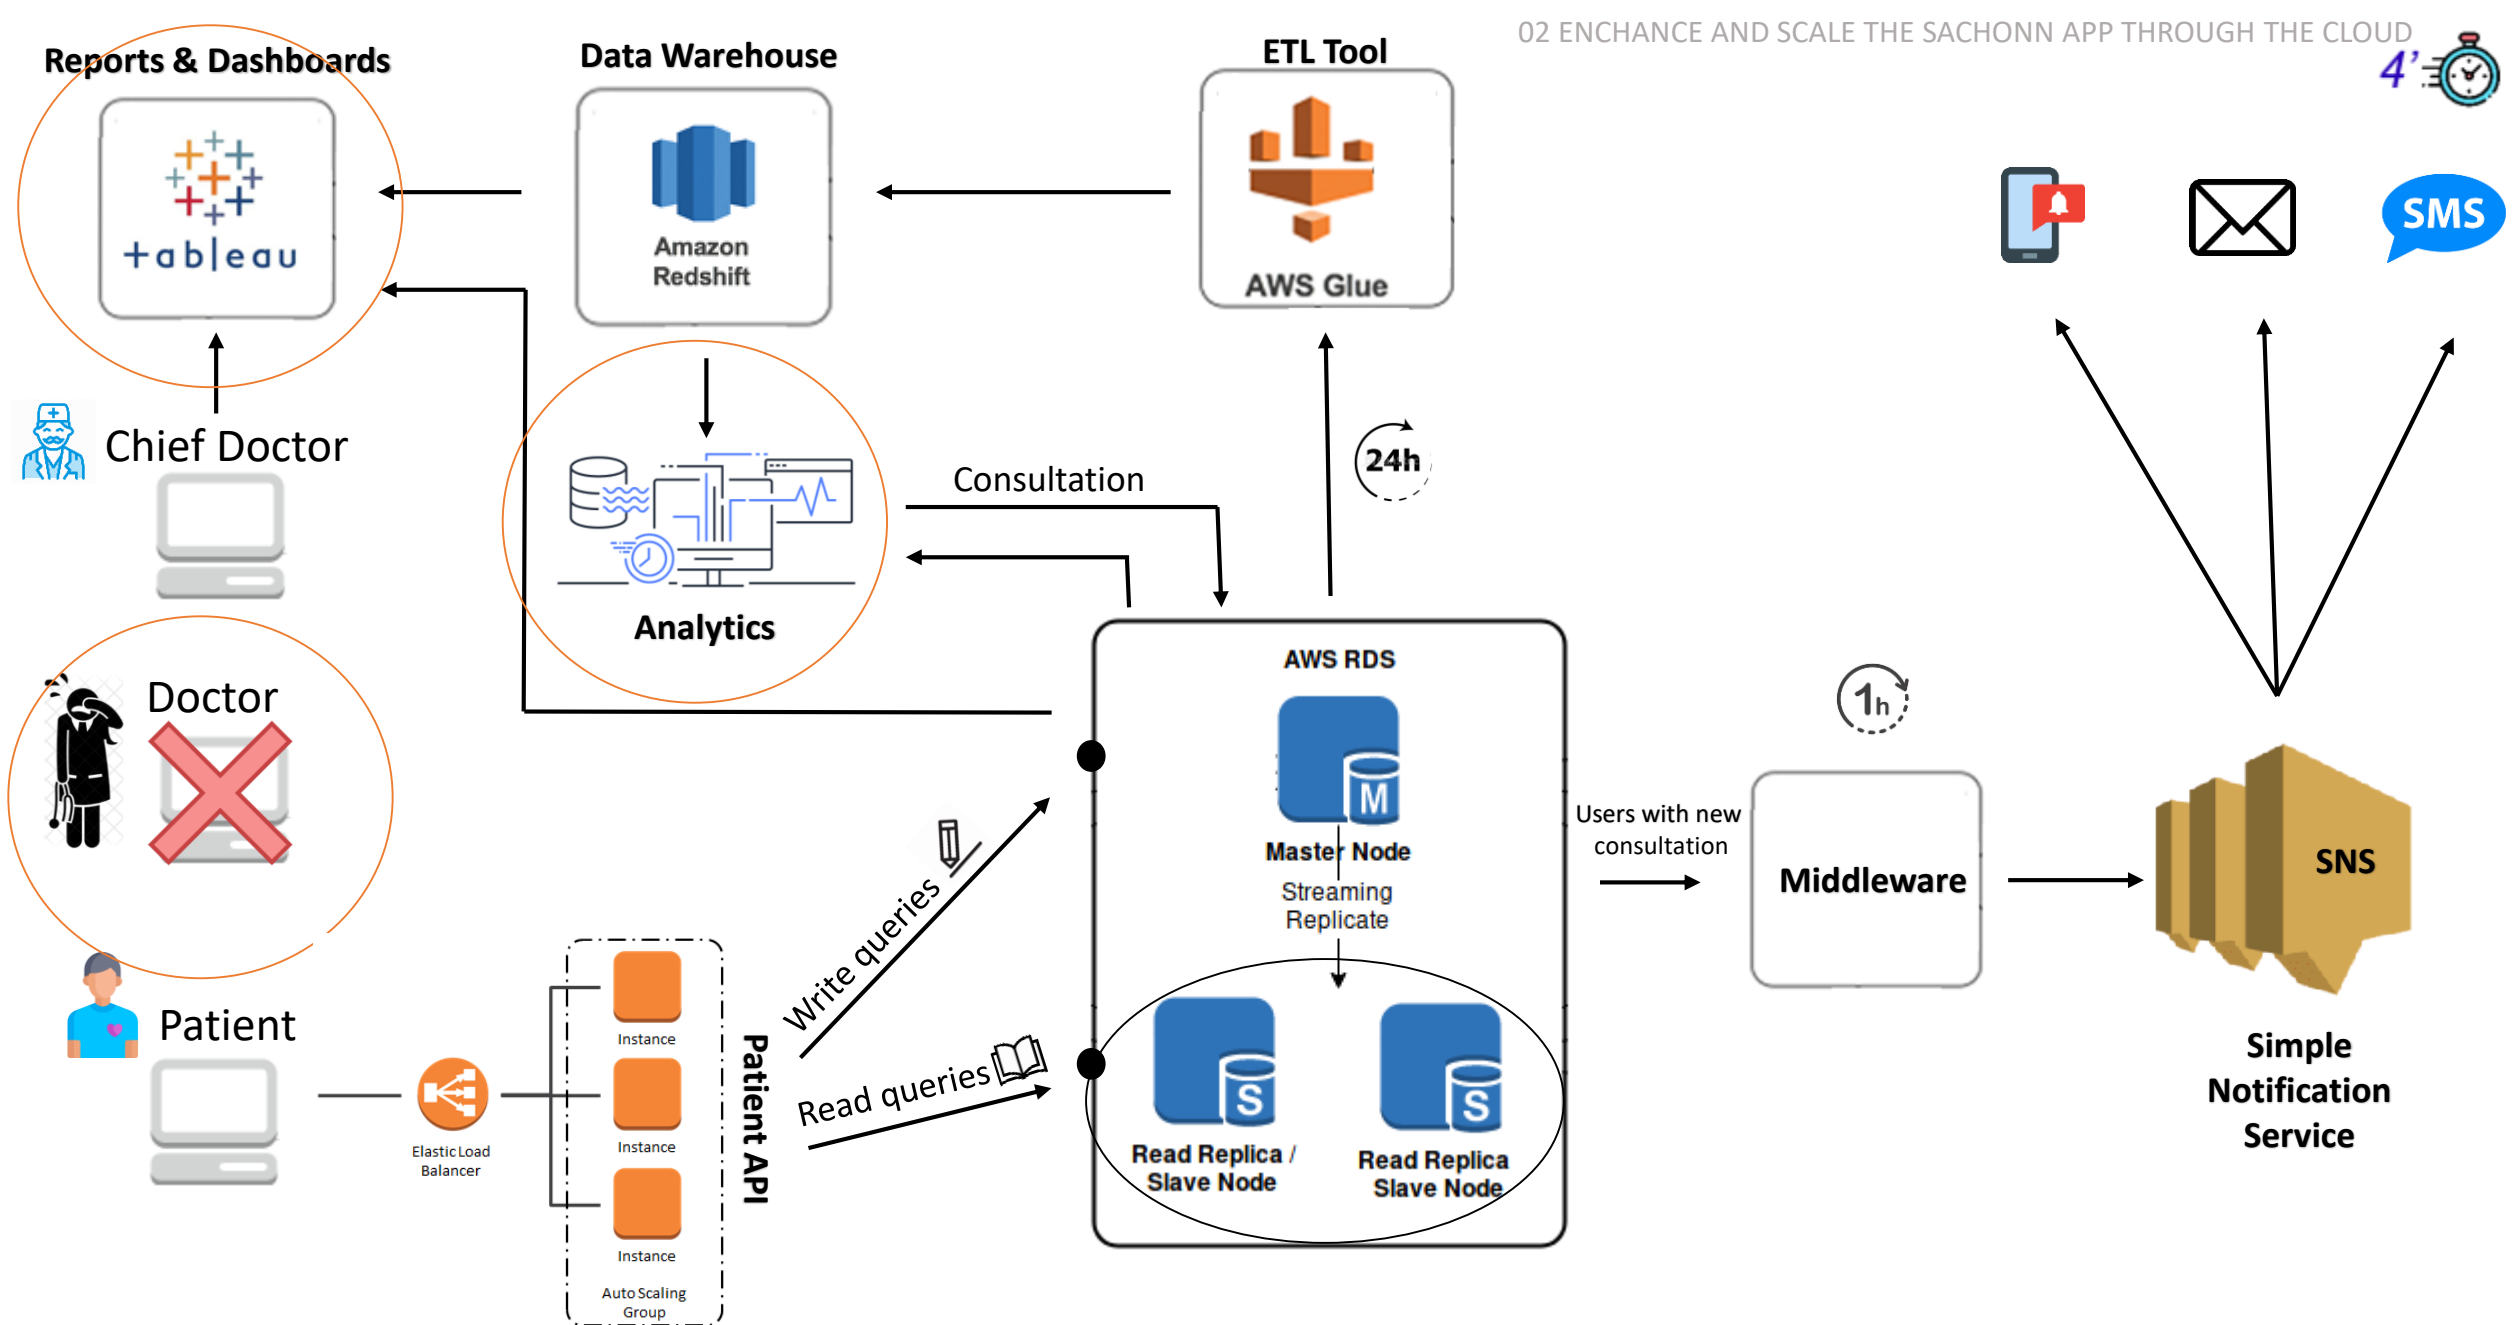 02 ENCHANCE AND SCALE THE SACHONN APP THROUGH THE CLOUD
4’
Reports & Dashboards
+ableau
Data Warehouse
Amazon
Redshift
ETL Tool
AWS Glue
SMS
Chief Doctor
Analytics
Consultation
24h
Doctor
AWS RDS
M
Master Node
Streaming
Replicate
S
Read Replica /
Slave Node
S
Read Replica
Slave Node
Users with new
consultation
1h
Middleware
SNS
Simple
Notification
Service
Patient
Elastic Load
Balancer
Instance
Instance
Instance
Auto Scaling
Group
Patient API
Write queries
Read queries